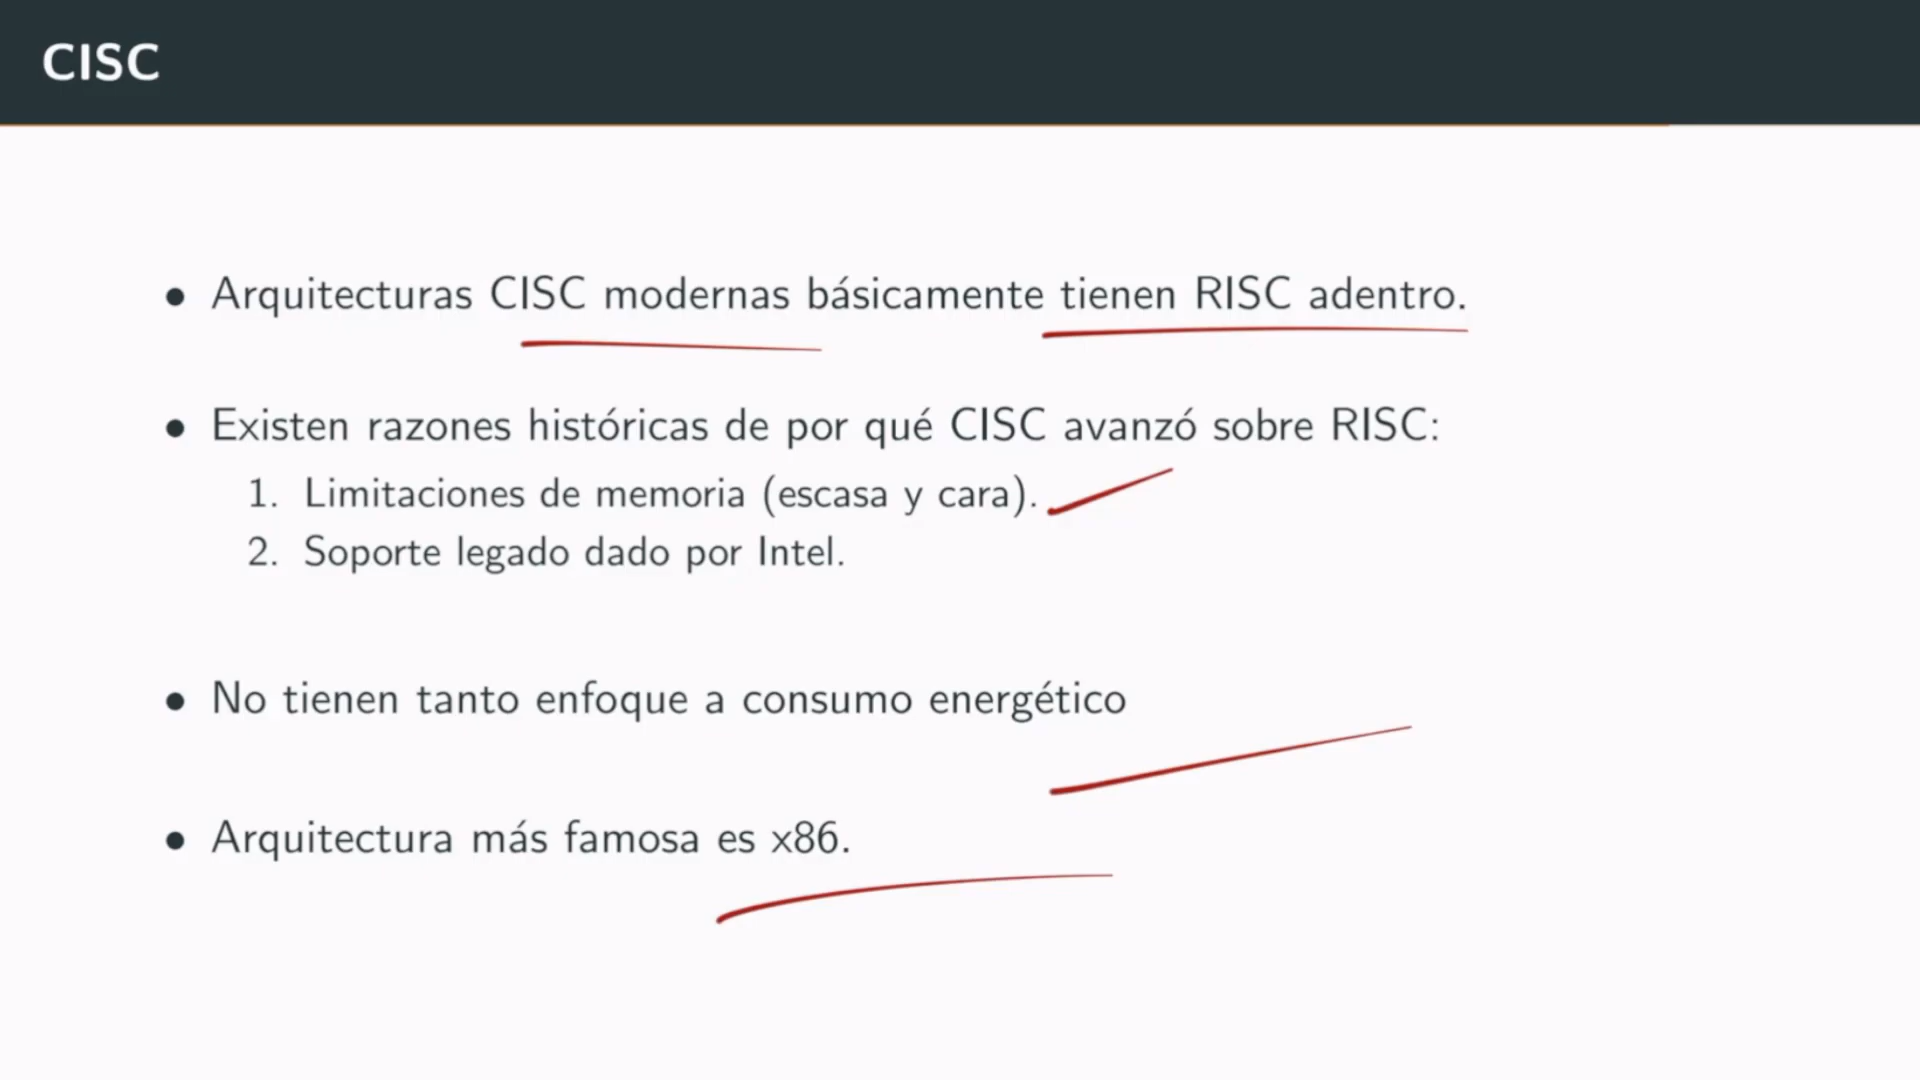 CISC
• Arquitecturas CISC modernas básicamente tienen RISC adentro.
• Existen razones históricas de por qué CISC avanzó sobre RISC:
1. Limitaciones de memoria (escasa y cara).
2. Soporte legado dado por Intel.
• No tienen tanto enfoque a consumo energético
• Arquitectura más famosa es x86.